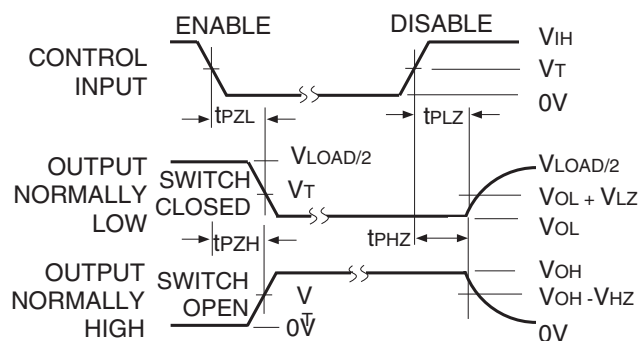 ENABLE
DISABLE
CONTROL
INPUT
VIH
VT
0V
tPZL
tPLZ
OUTPUT
NORMALLY
LOW
SWITCH
CLOSED
VLOAD/2
VT
VLOAD/2
VOL + VLZ
VOL
tPZH
tPHZ
OUTPUT
NORMALLY
HIGH
SWITCH
OPEN
VT
0V
VOH
VOH -VHZ
0V